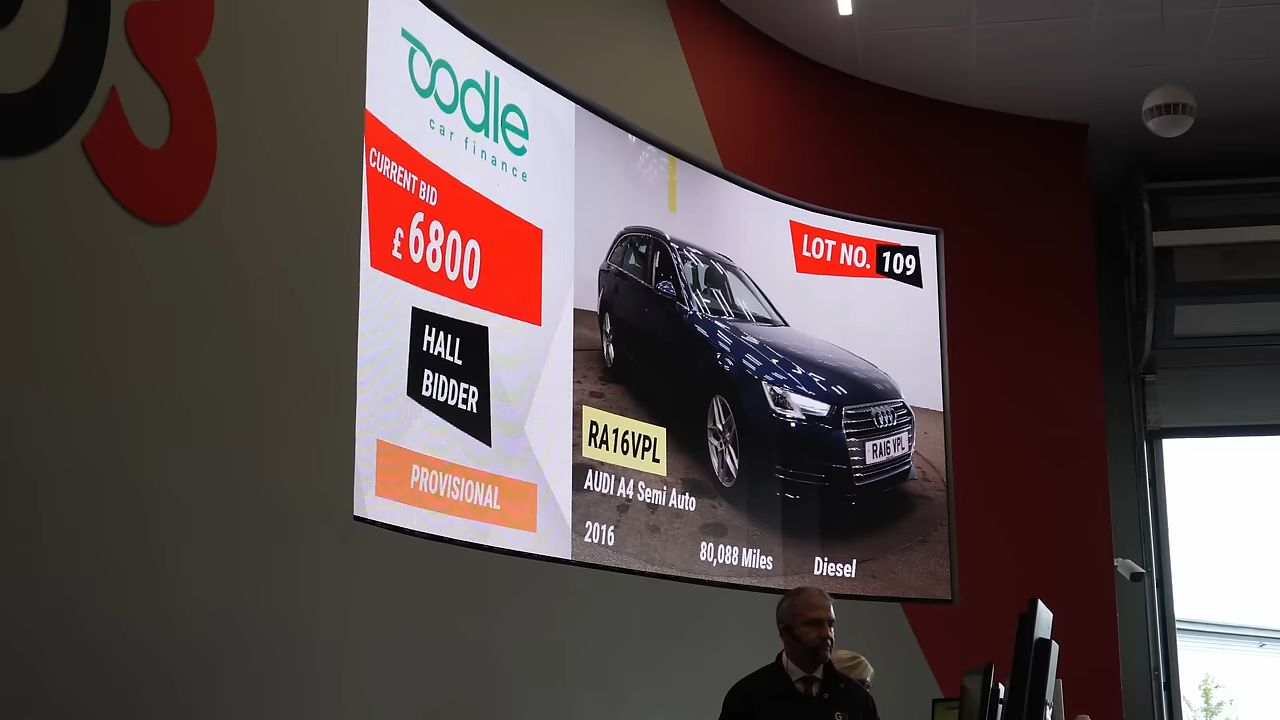 oodle
car finance
CURRENT BID
£6800
HALL
BIDDER
PROVISIONAL
LOT NO. 109
RA16 VPL
RA16VPL
AUDI A4 Semi Auto
2016
80,088 Miles
Diesel